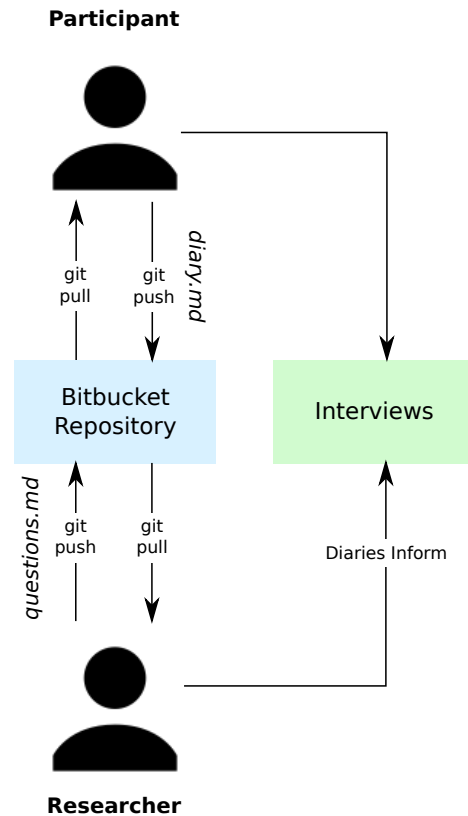 Participant
git
pull
git
push
diary.md
Bitbucket
Repository
Interviews
questions.md
git
push
git
pull
Diaries Inform
Researcher